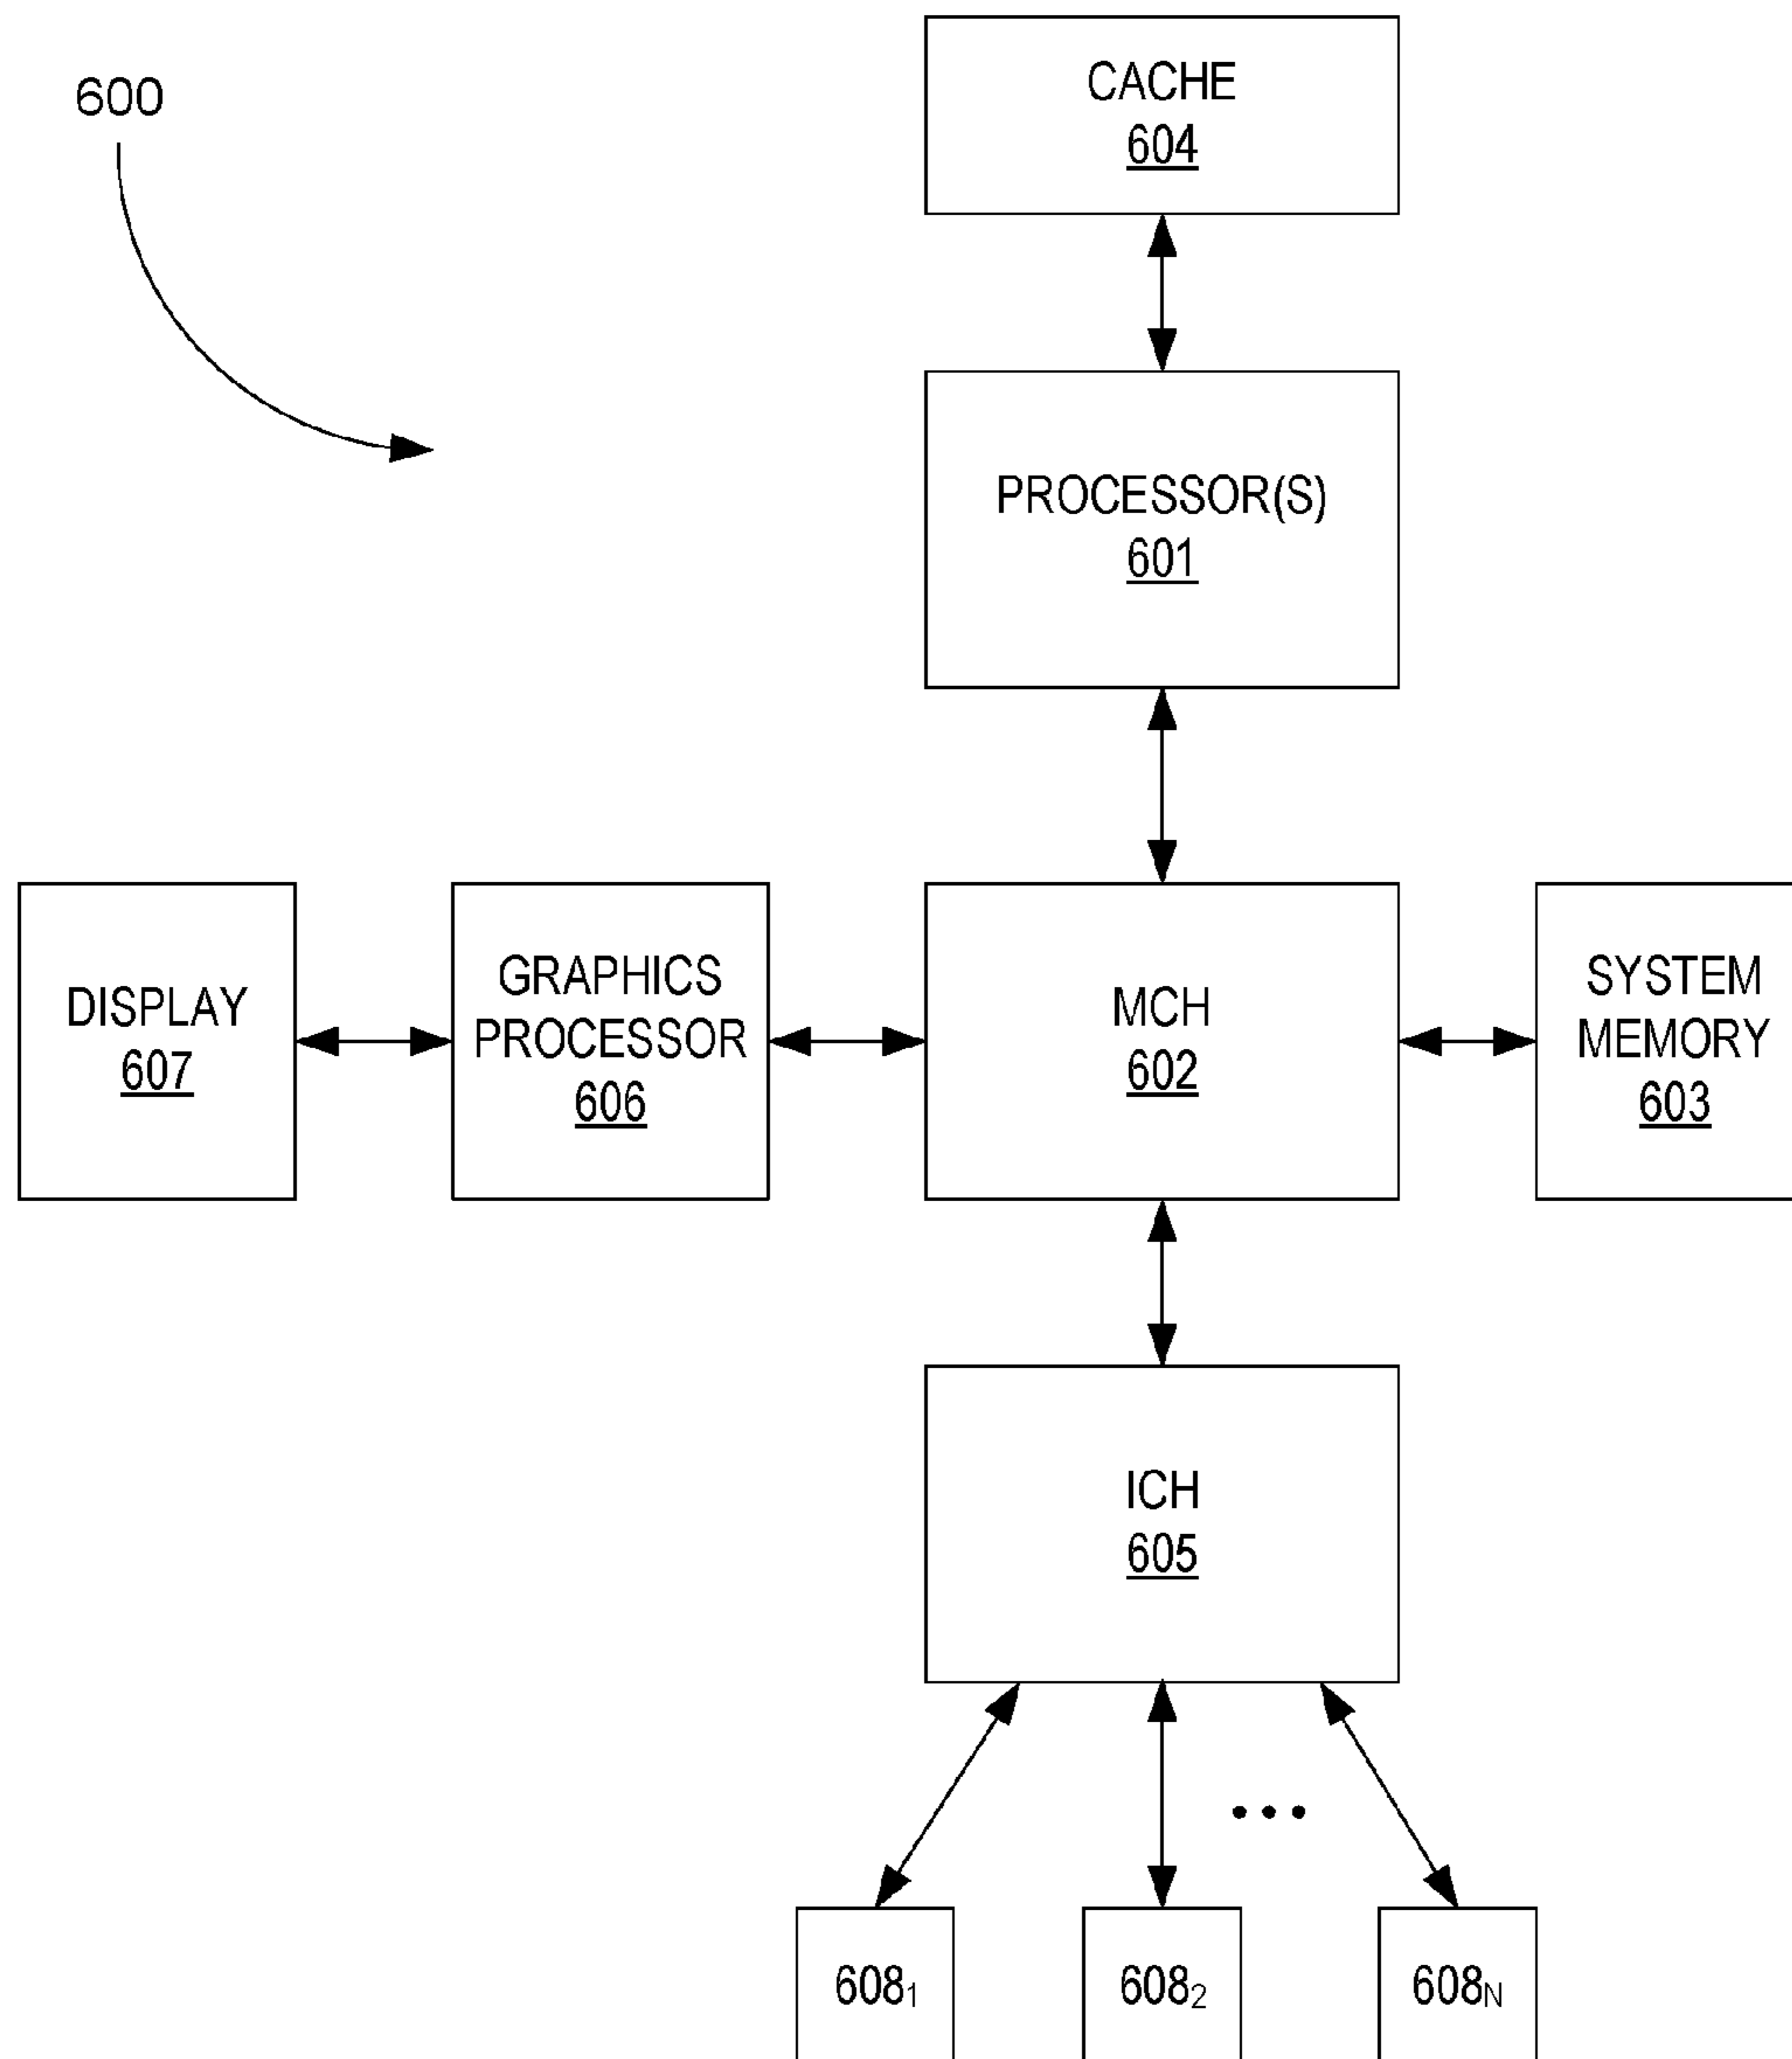 600
CACHE
604
PROCESSOR(S)
601
DISPLAY
607
GRAPHICS
PROCESSOR
606
MCH
602
SYSTEM
MEMORY
603
ICH
605
...
608₁
608₂
608N